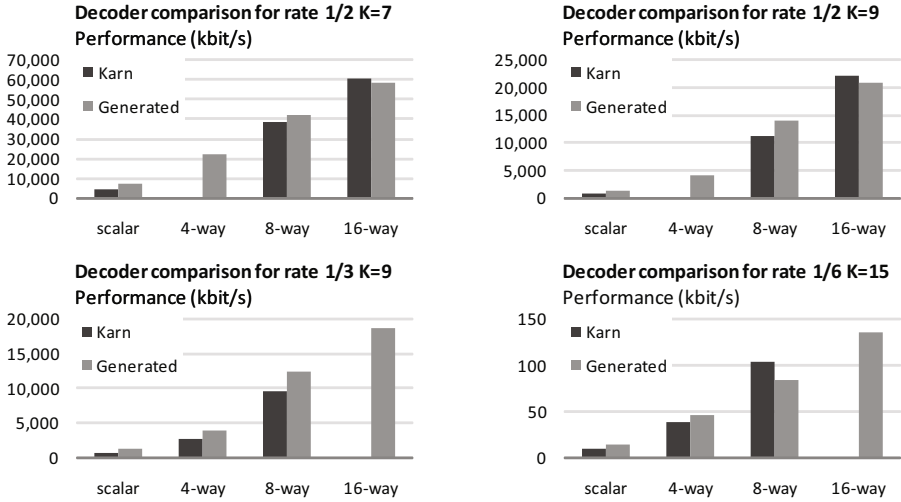 Decoder comparison for rate 1/2 K=7
Performance (kbit/s)
70,000
60,000
50,000
40,000
30,000
20,000
10,000
0
Karn
Generated
scalar 4-way 8-way 16-way
Decoder comparison for rate 1/2 K=9
Performance (kbit/s)
25,000
20,000
15,000
10,000
5,000
0
Karn
Generated
scalar 4-way 8-way 16-way
Decoder comparison for rate 1/3 K=9
Performance (kbit/s)
20,000
15,000
10,000
5,000
0
Karn
Generated
scalar 4-way 8-way 16-way
Decoder comparison for rate 1/6 K=15
Performance (kbit/s)
150
100
50
0
Karn
Generated
scalar 4-way 8-way 16-way